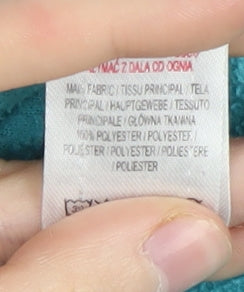 Z DALA OD OGNIA
MAIN FABRIC / TISSU PRINCIPAL / TELA
PRINCIPAL / HAUPTGEWEBE / TESSUTO
PRINCIPALE / GŁÓWNA TKANINA
100% POLYESTER / POLYESTER /
POLIÉSTER / POLYESTER / POLIESTERE
/ POLIESTER